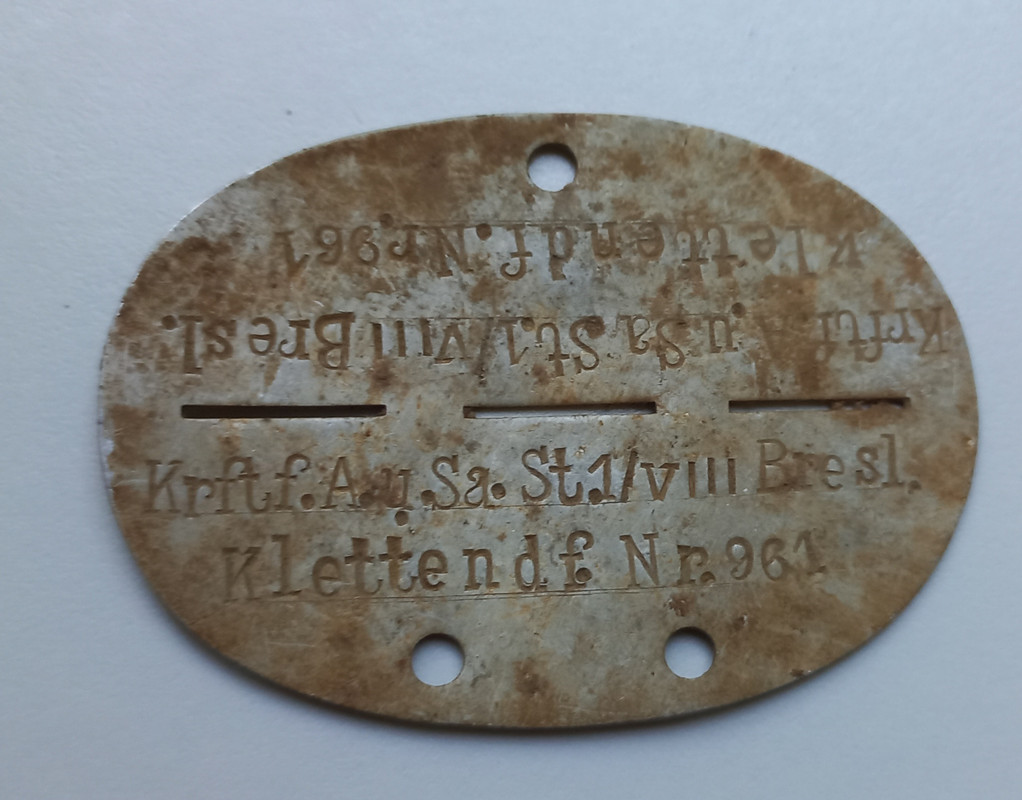 Klettendf. Nr.961
Krftf. A.u.Sa. St.1/VIII Bresl.
Krftf.A.u.Sa. St.1/VIII Bresl.
Klettendf. Nr.961